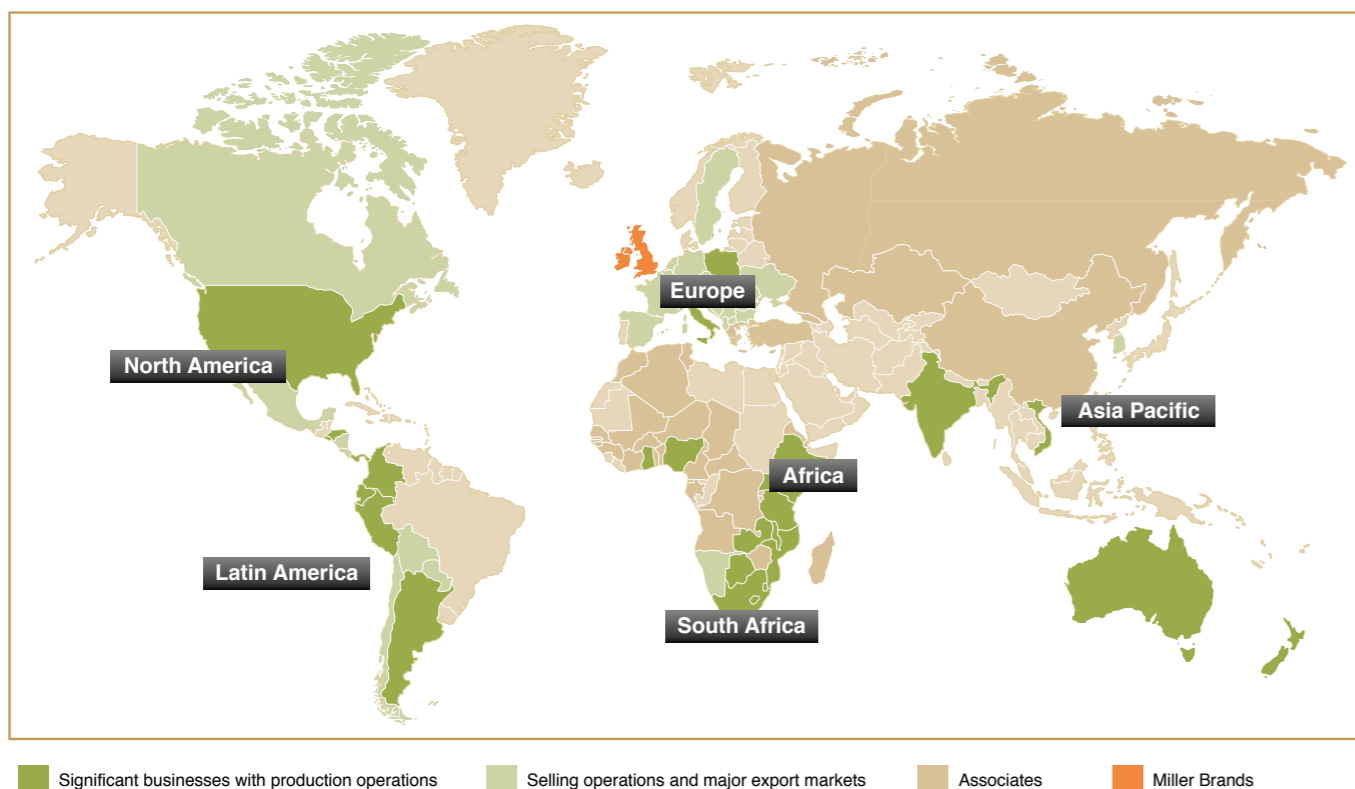 Europe
North America
Asia Pacific
Africa
Latin America
South Africa
Significant businesses with production operations
Selling operations and major export markets
Associates
Miller Brands